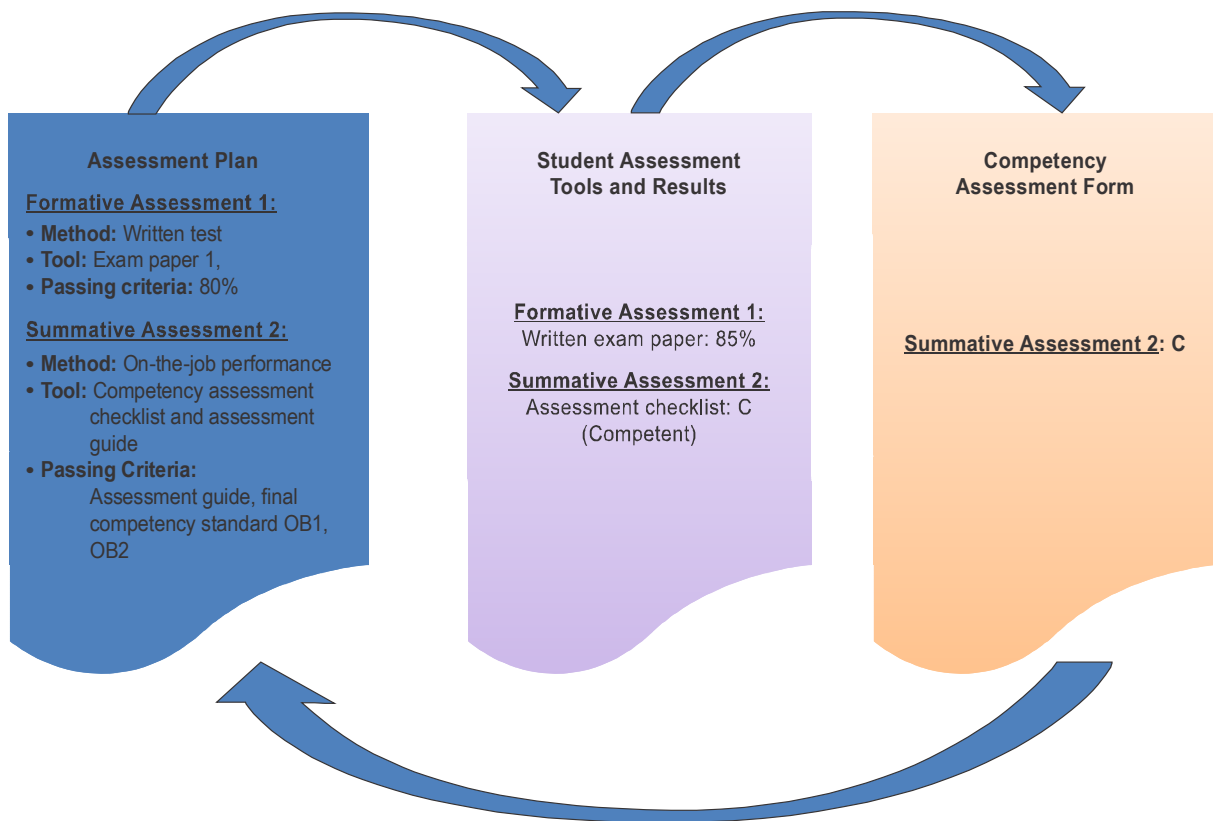 Assessment Plan
Formative Assessment 1:
• Method: Written test
• Tool: Exam paper 1,
• Passing criteria: 80%
Summative Assessment 2:
• Method: On-the-job performance
• Tool: Competency assessment
checklist and assessment
guide
• Passing Criteria:
Assessment guide, final
competency standard OB1,
OB2
Student Assessment
Tools and Results
Formative Assessment 1:
Written exam paper: 85%
Summative Assessment 2:
Assessment checklist: C
(Competent)
Competency
Assessment Form
Summative Assessment 2: C